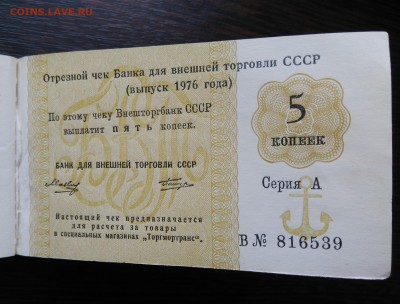 COINS.LAVE.RU
Отрезной чек Банка для внешней торговли СССР
(выпуск 1976 года)
По этому чеку Внешторгбанк СССР
выплатит пять копеек.
БАНК ДЛЯ ВНЕШНЕЙ ТОРГОВЛИ СССР
Настоящий чек предназначается
для расчета за товары
в специальных магазинах „Торгмортранс".
5
КОПЕЕК
Серия А
В № 816539